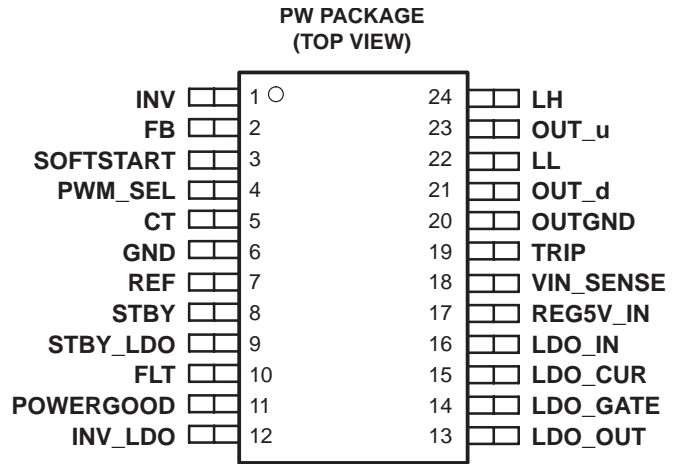 PW PACKAGE
(TOP VIEW)
INV 1 24 LH
FB 2 23 OUT_u
SOFTSTART 3 22 LL
PWM_SEL 4 21 OUT_d
CT 5 20 OUTGND
GND 6 19 TRIP
REF 7 18 VIN_SENSE
STBY 8 17 REG5V_IN
STBY_LDO 9 16 LDO_IN
FLT 10 15 LDO_CUR
POWERGOOD 11 14 LDO_GATE
INV_LDO 12 13 LDO_OUT